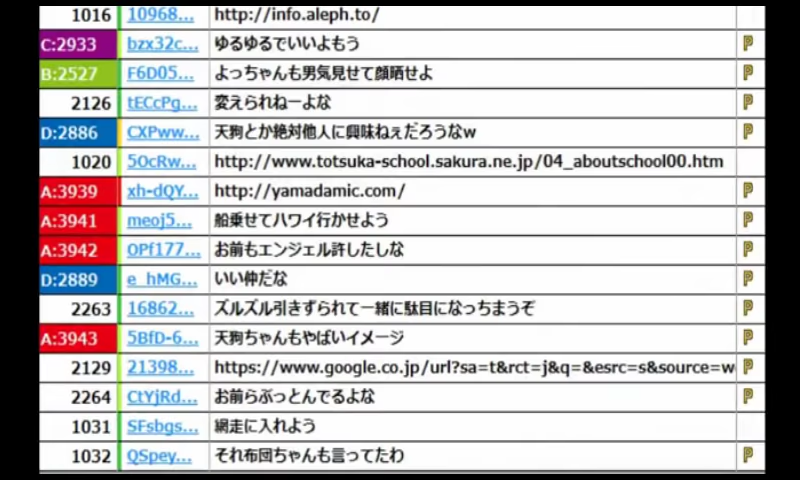 1016 10968... http://info.aleph.to/
C:2933 bzx32c... ゆるゆるでいいよもう P
B:2527 F6D05... よっちゃんも男気見せて顔晒せよ P
2126 tECcPg... 変えられねーよな P
D:2886 CXPww... 天狗とか絶対他人に興味ねぇだろうなw P
1020 5OcRw... http://www.totsuka-school.sakura.ne.jp/04_aboutschool00.htm
A:3939 xh-dQY... http://yamadamic.com/ P
A:3941 meoj5... 船乗せてハワイ行かせよう P
A:3942 OPf177... お前もエンジェル許したしな P
D:2889 e_hMG... いい仲だな P
2263 16862... ズルズル引きずられて一緒に駄目になっちまうぞ P
A:3943 5BfD-6... 天狗ちゃんもやばいイメージ P
2129 21398... https://www.google.co.jp/url?sa=t&rct=j&q=&esrc=s&source=w P
2264 CtYjRd... お前らぶっとんでるよな P
1031 SFsbgs... 網走に入れよう
1032 QSpey... それ布団ちゃんも言ってたわ P